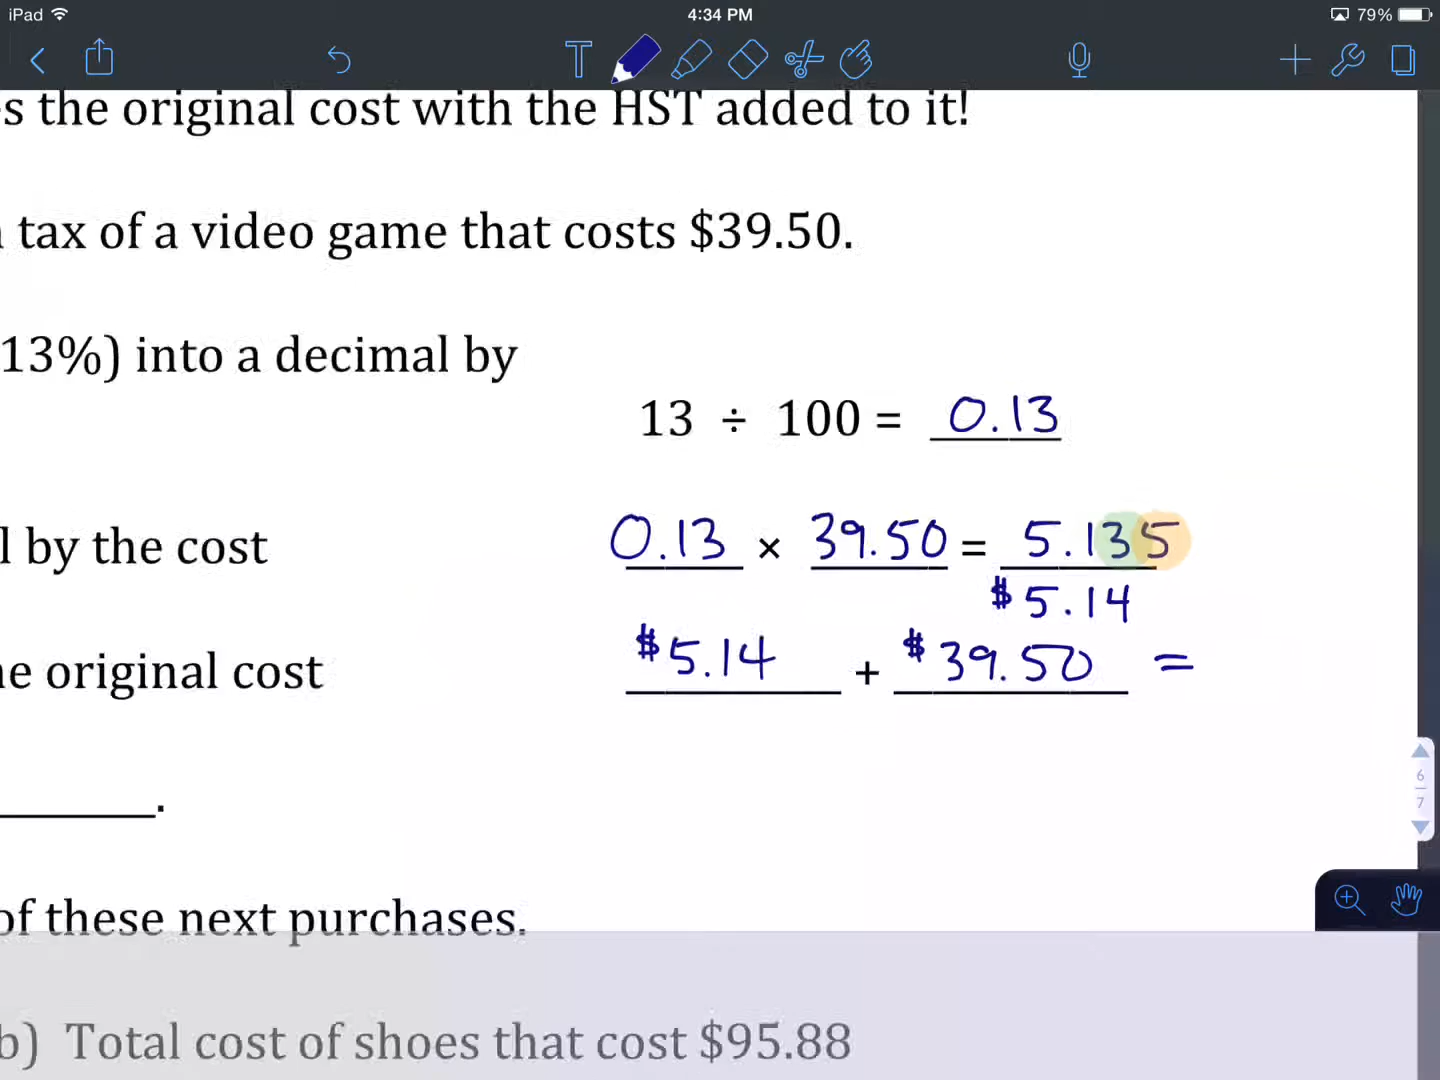 iPad 4:34 PM 79%
T
s the original cost with the HST added to it!
tax of a video game that costs $39.50.
13%) into a decimal by
13 ÷ 100 = 0.13
l by the cost 0.13 × 39.50 = 5.135
$5.14
e original cost $5.14 + $39.50 =
6
7
.
of these next purchases.
b) Total cost of shoes that cost $95.88